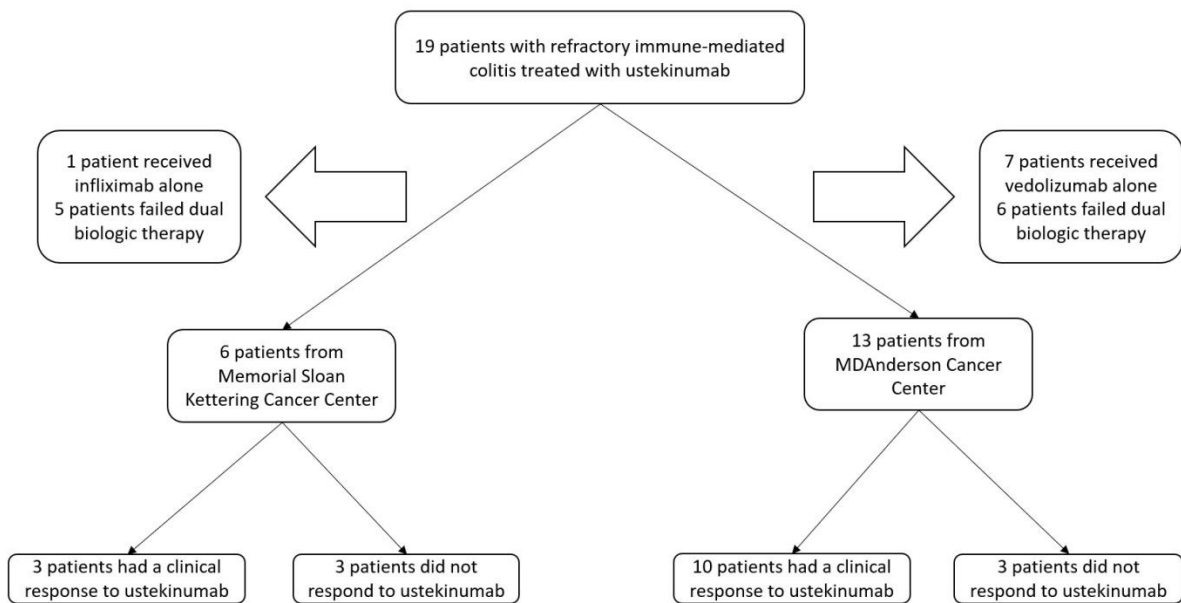 19 patients with refractory immune-mediated
colitis treated with ustekinumab
1 patient received
infliximab alone
5 patients failed dual
biologic therapy
7 patients received
vedolizumab alone
6 patients failed dual
biologic therapy
6 patients from
Memorial Sloan
Kettering Cancer Center
13 patients from
MDAnderson Cancer
Center
3 patients had a clinical
response to ustekinumab
3 patients did not
respond to ustekinumab
10 patients had a clinical
response to ustekinumab
3 patients did not
respond to ustekinumab